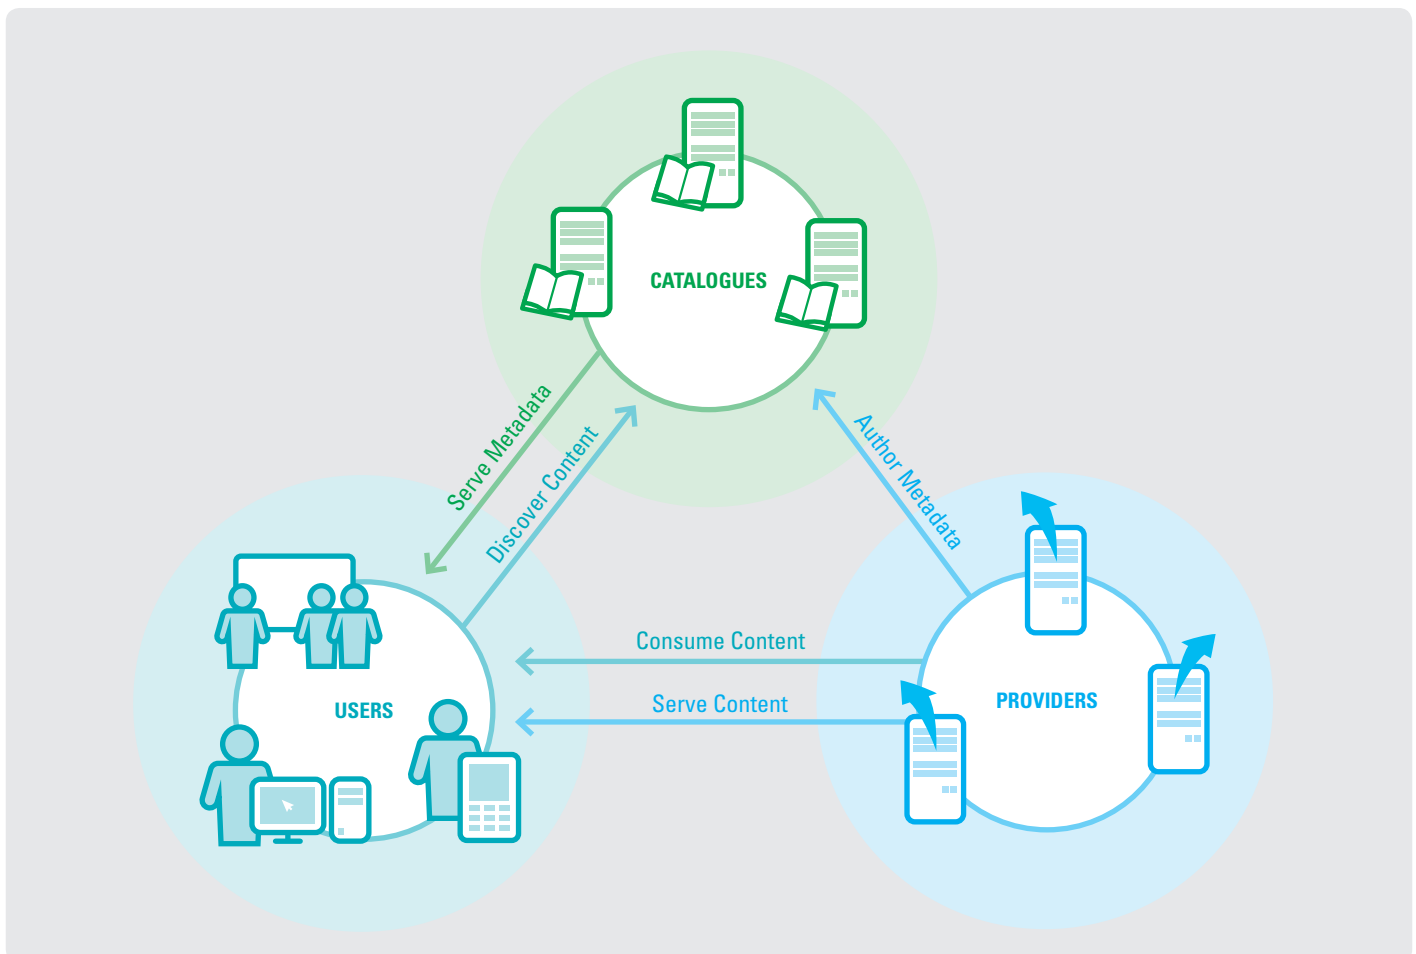 CATALOGUES
Serve Metadata
Discover Content
Author Metadata
Consume Content
Serve Content
USERS
PROVIDERS